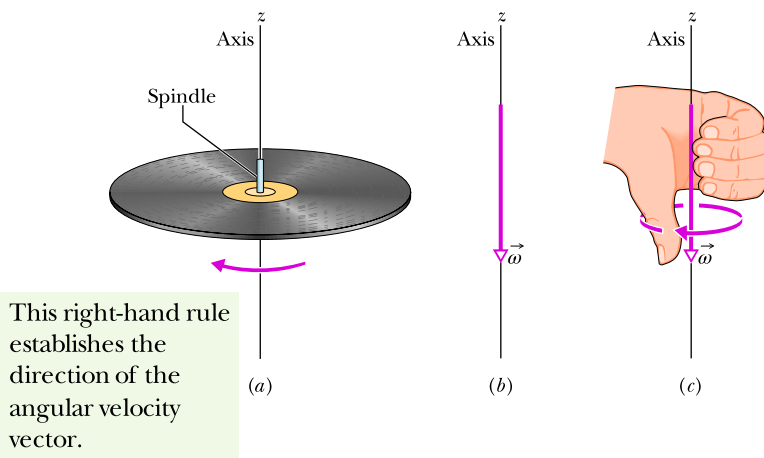 z
Axis
Spindle
(a)
z
Axis
ω⃗
(b)
z
Axis
ω⃗
(c)
This right-hand rule
establishes the
direction of the
angular velocity
vector.